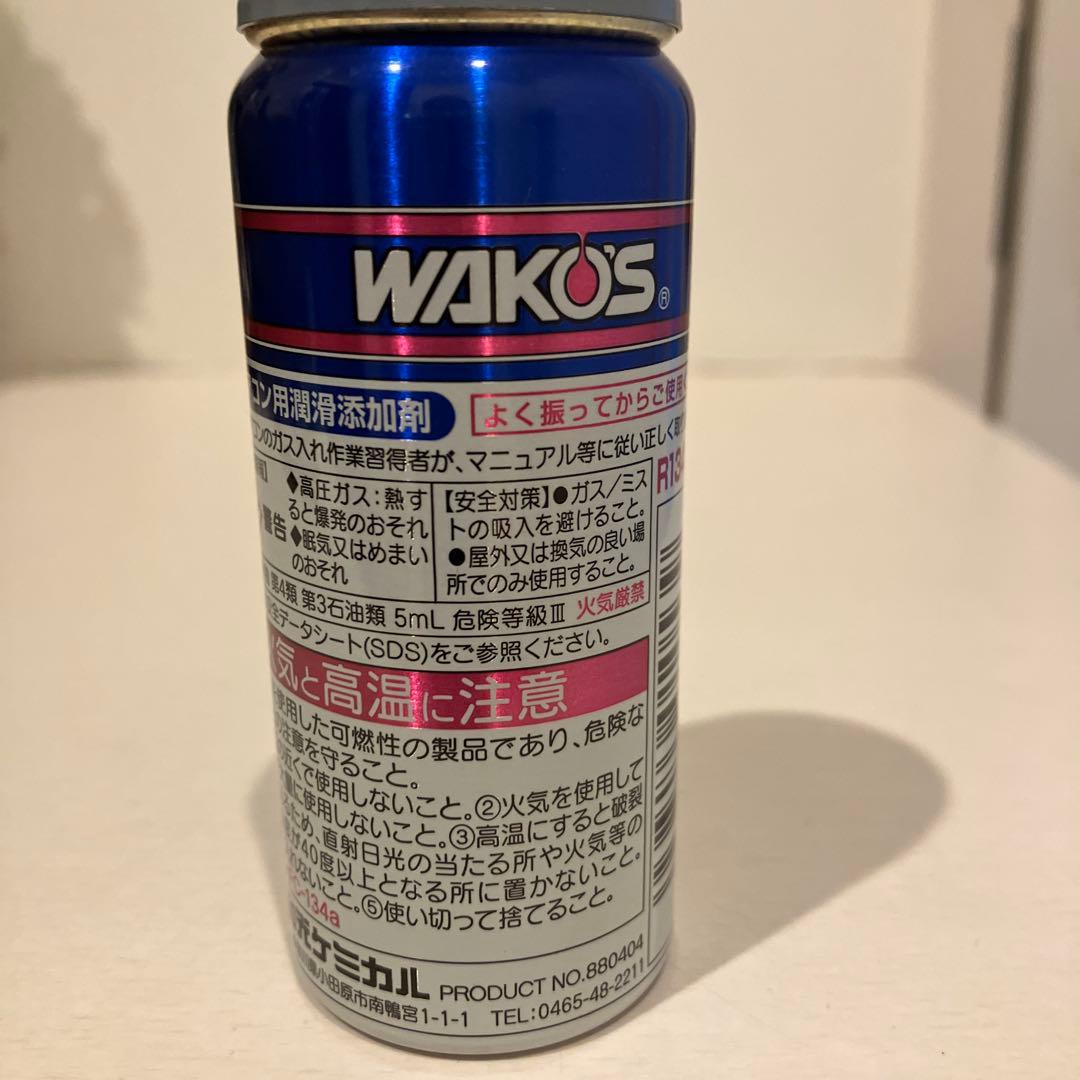 WAKO'S ®
コン用潤滑添加剤
よく振ってからご使用
コンのガス入れ作業習得者が、マニュアル等に従い正しく取
警告
◆高圧ガス:熱す
ると爆発のおそれ
◆眠気又はめまい
のおそれ
【安全対策】●ガス/ミス
トの吸入を避けること。
●屋外又は換気の良い場
所でのみ使用すること。
R13
第4類 第3石油類 5mL 危険等級Ⅲ 火気厳禁
全データシート(SDS)をご参照ください。
火気と高温に注意
使用した可燃性の製品であり、危険な
注意を守ること。
の近くで使用しないこと。②火気を使用して
に使用しないこと。③高温にすると破裂
るため、直射日光の当たる所や火気等の
が40度以上となる所に置かないこと。
れないこと。⑤使い切って捨てること。
C-134a
ケミカル PRODUCT NO.880404
小田原市南鴨宮1-1-1 TEL:0465-48-2211